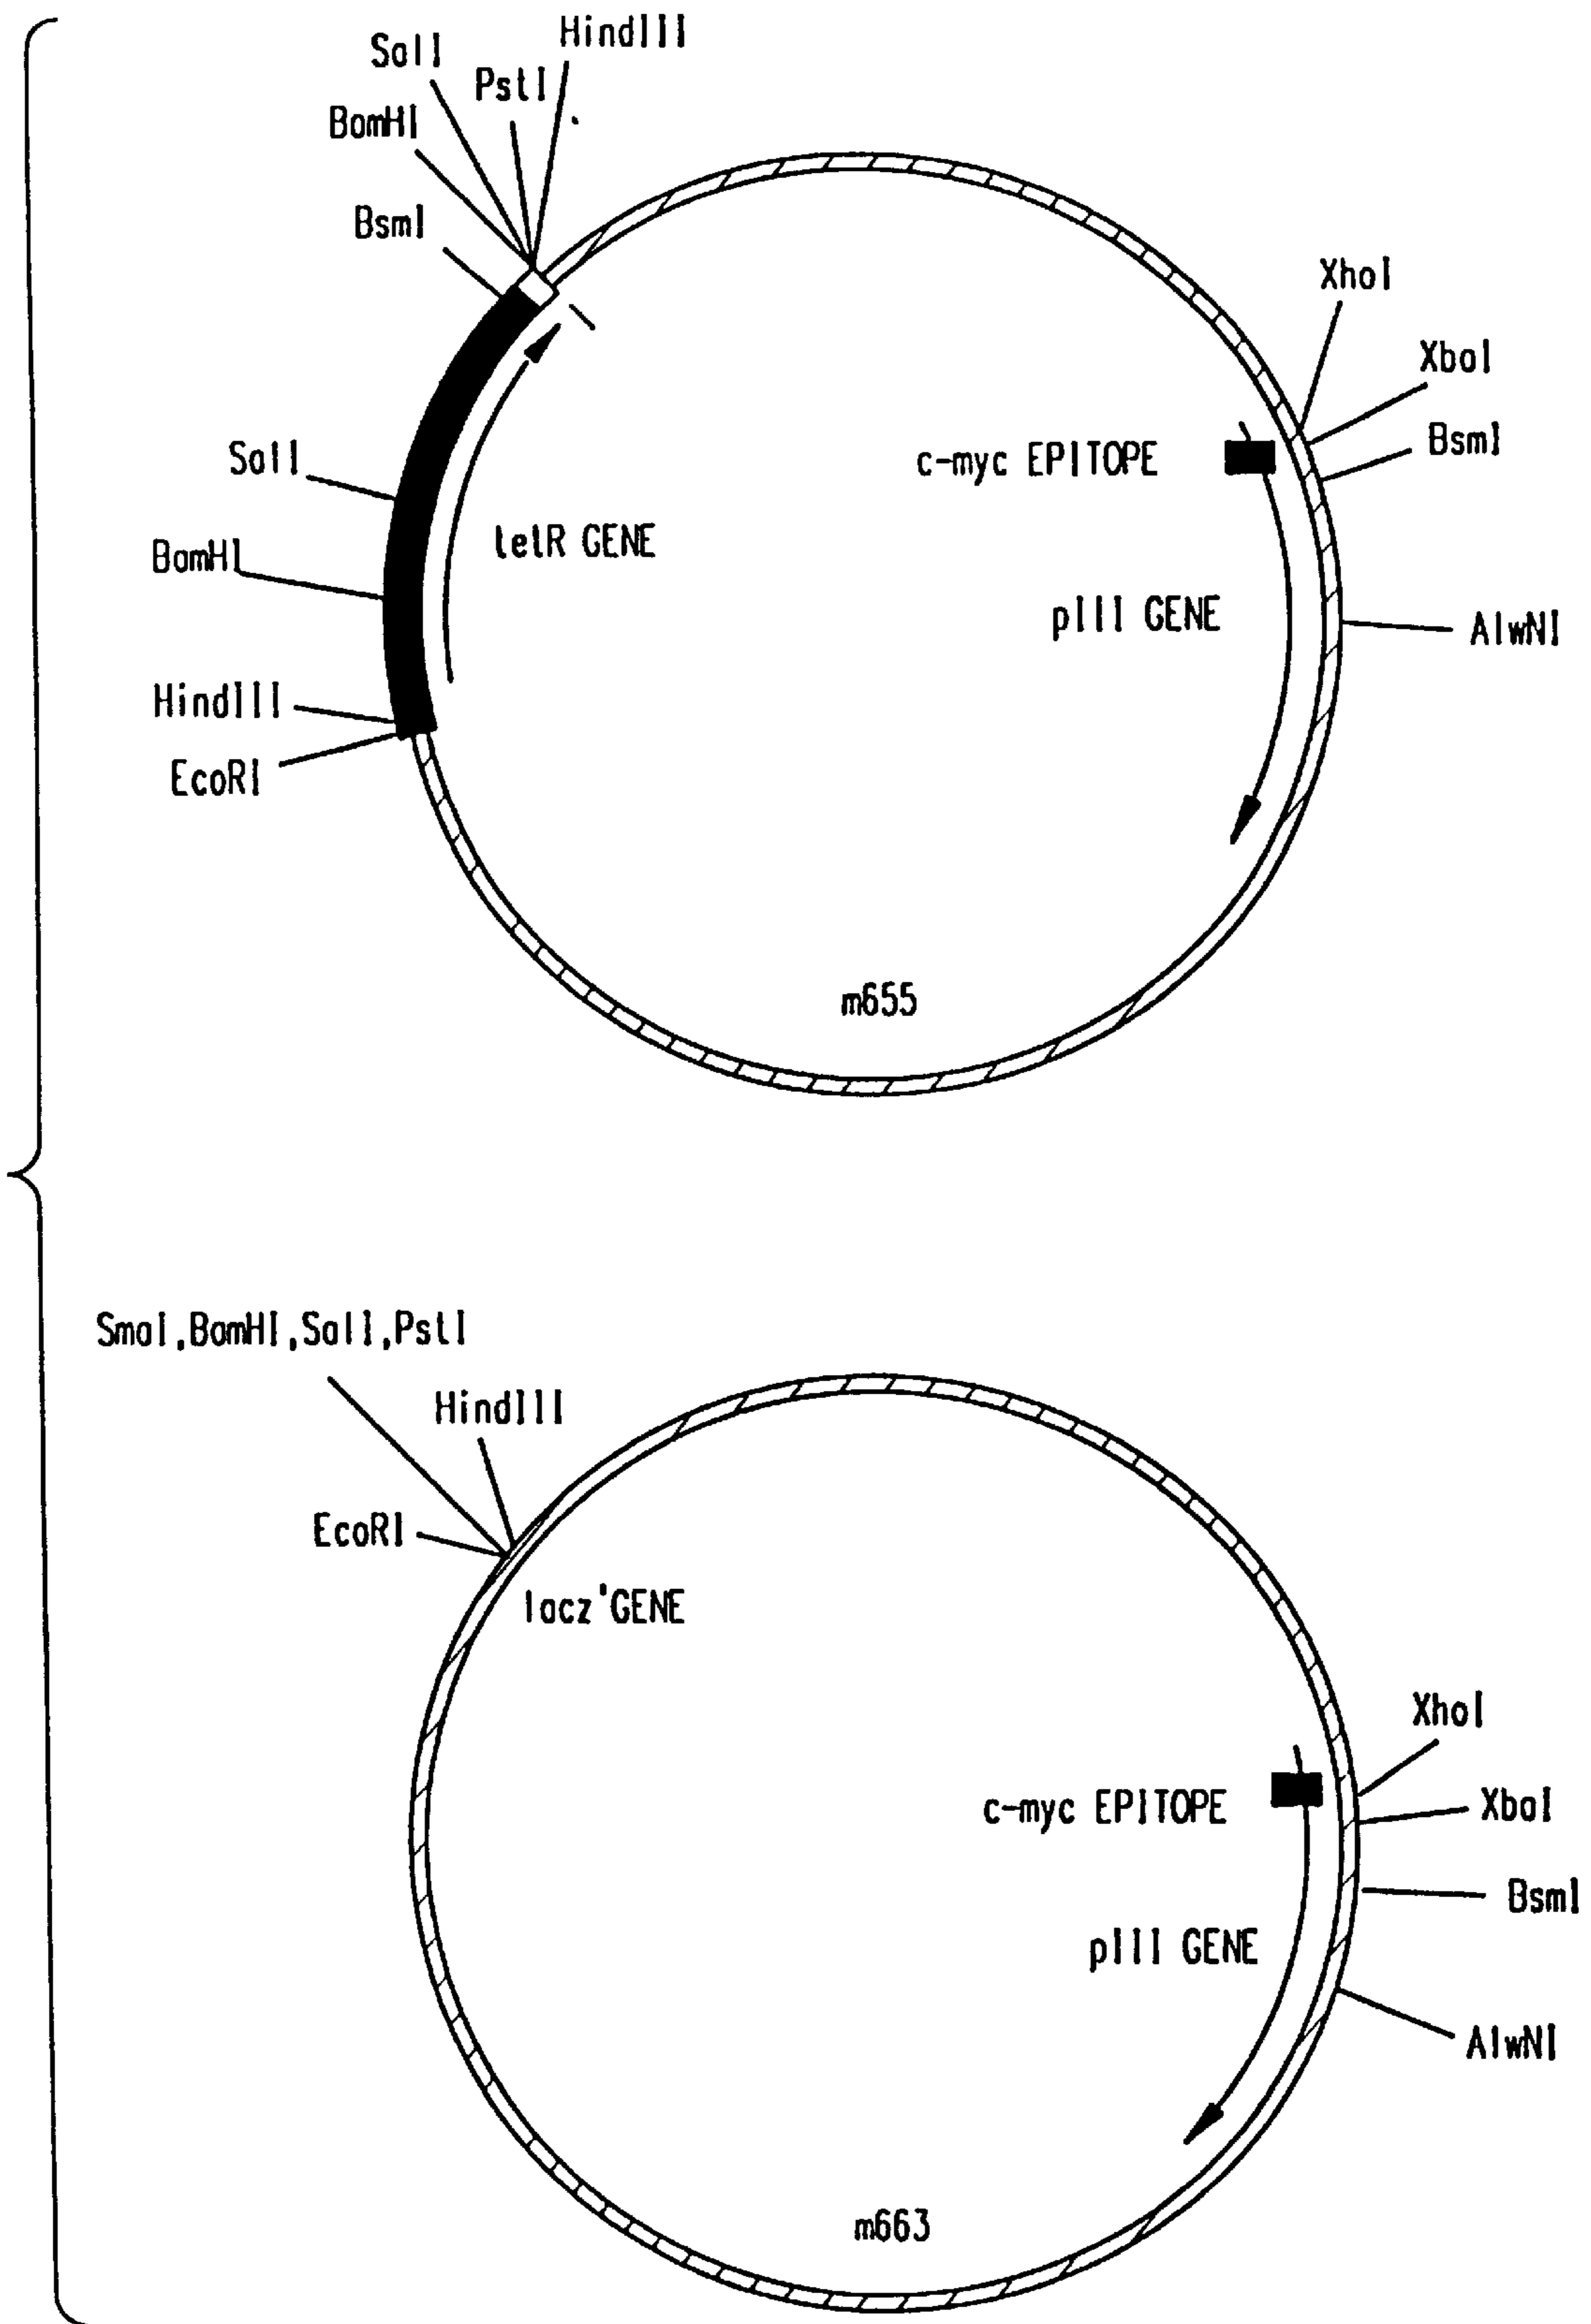 HindIII
SalI
PstI
BamHI
BsmI
XhoI
XbaI
BsmI
c-myc EPITOPE
SalI
tetR GENE
BamHI
pIII GENE
AlwNI
HindIII
EcoRI
m655
SmaI,BamHI,SalI,PstI
HindIII
EcoRI
lacz'GENE
XhoI
XbaI
c-myc EPITOPE
BsmI
pIII GENE
AlwNI
m663